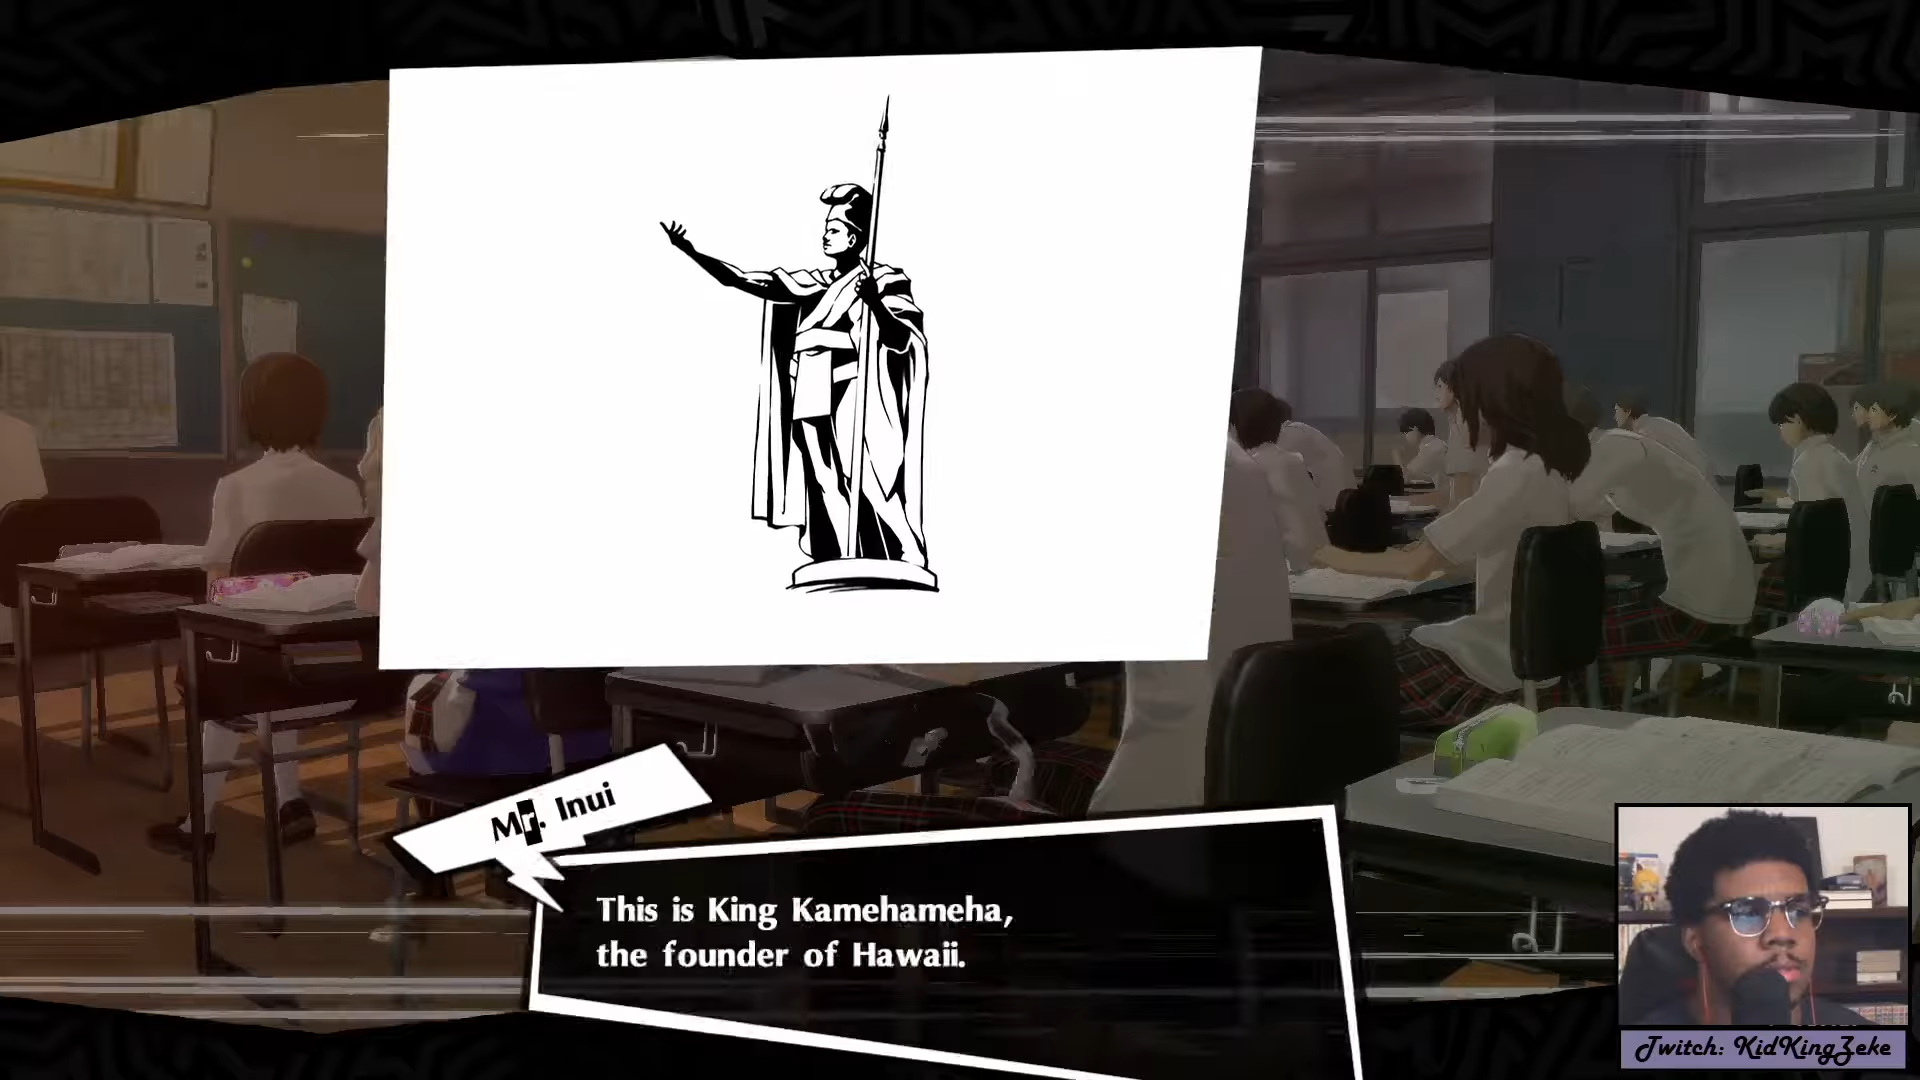 Mr. Inui
This is King Kamehameha,
the founder of Hawaii.
Twitch: KidKingZeke